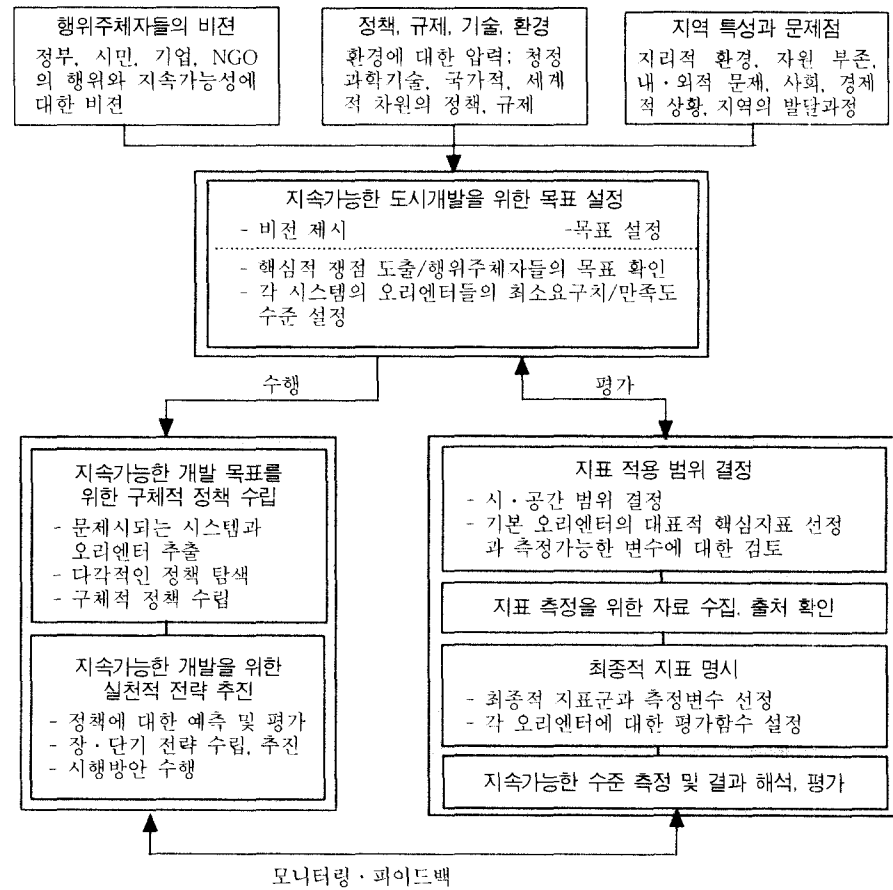 행위주체자들의 비젼
정부, 시민, 기업, NGO
의 행위와 지속가능성에
대한 비젼
정책, 규제, 기술, 환경
환경에 대한 압력; 청정
과학기술, 국가적, 세계
적 차원의 정책, 규제
지역 특성과 문제점
지리적 환경, 자원 부존,
내·외적 문제, 사회, 경제
적 상황, 지역의 발달과정
지속가능한 도시개발을 위한 목표 설정
- 비전 제시 -목표 설정
- 핵심적 쟁점 도출/행위주체자들의 목표 확인
- 각 시스템의 오리엔터들의 최소요구치/만족도
수준 설정
수행
평가
지속가능한 개발 목표를
위한 구체적 정책 수립
- 문제시되는 시스템과
오리엔터 추출
- 다각적인 정책 탐색
- 구체적 정책 수립
지속가능한 개발을 위한
실천적 전략 추진
- 정책에 대한 예측 및 평가
- 장·단기 전략 수립, 추진
- 시행방안 수행
지표 적용 범위 결정
- 시·공간 범위 결정
- 기본 오리엔터의 대표적 핵심지표 선정
과 측정가능한 변수에 대한 검토
지표 측정을 위한 자료 수집, 출처 확인
최종적 지표 명시
- 최종적 지표군과 측정변수 선정
- 각 오리엔터에 대한 평가함수 설정
지속가능한 수준 측정 및 결과 해석, 평가
모니터링·피이드백